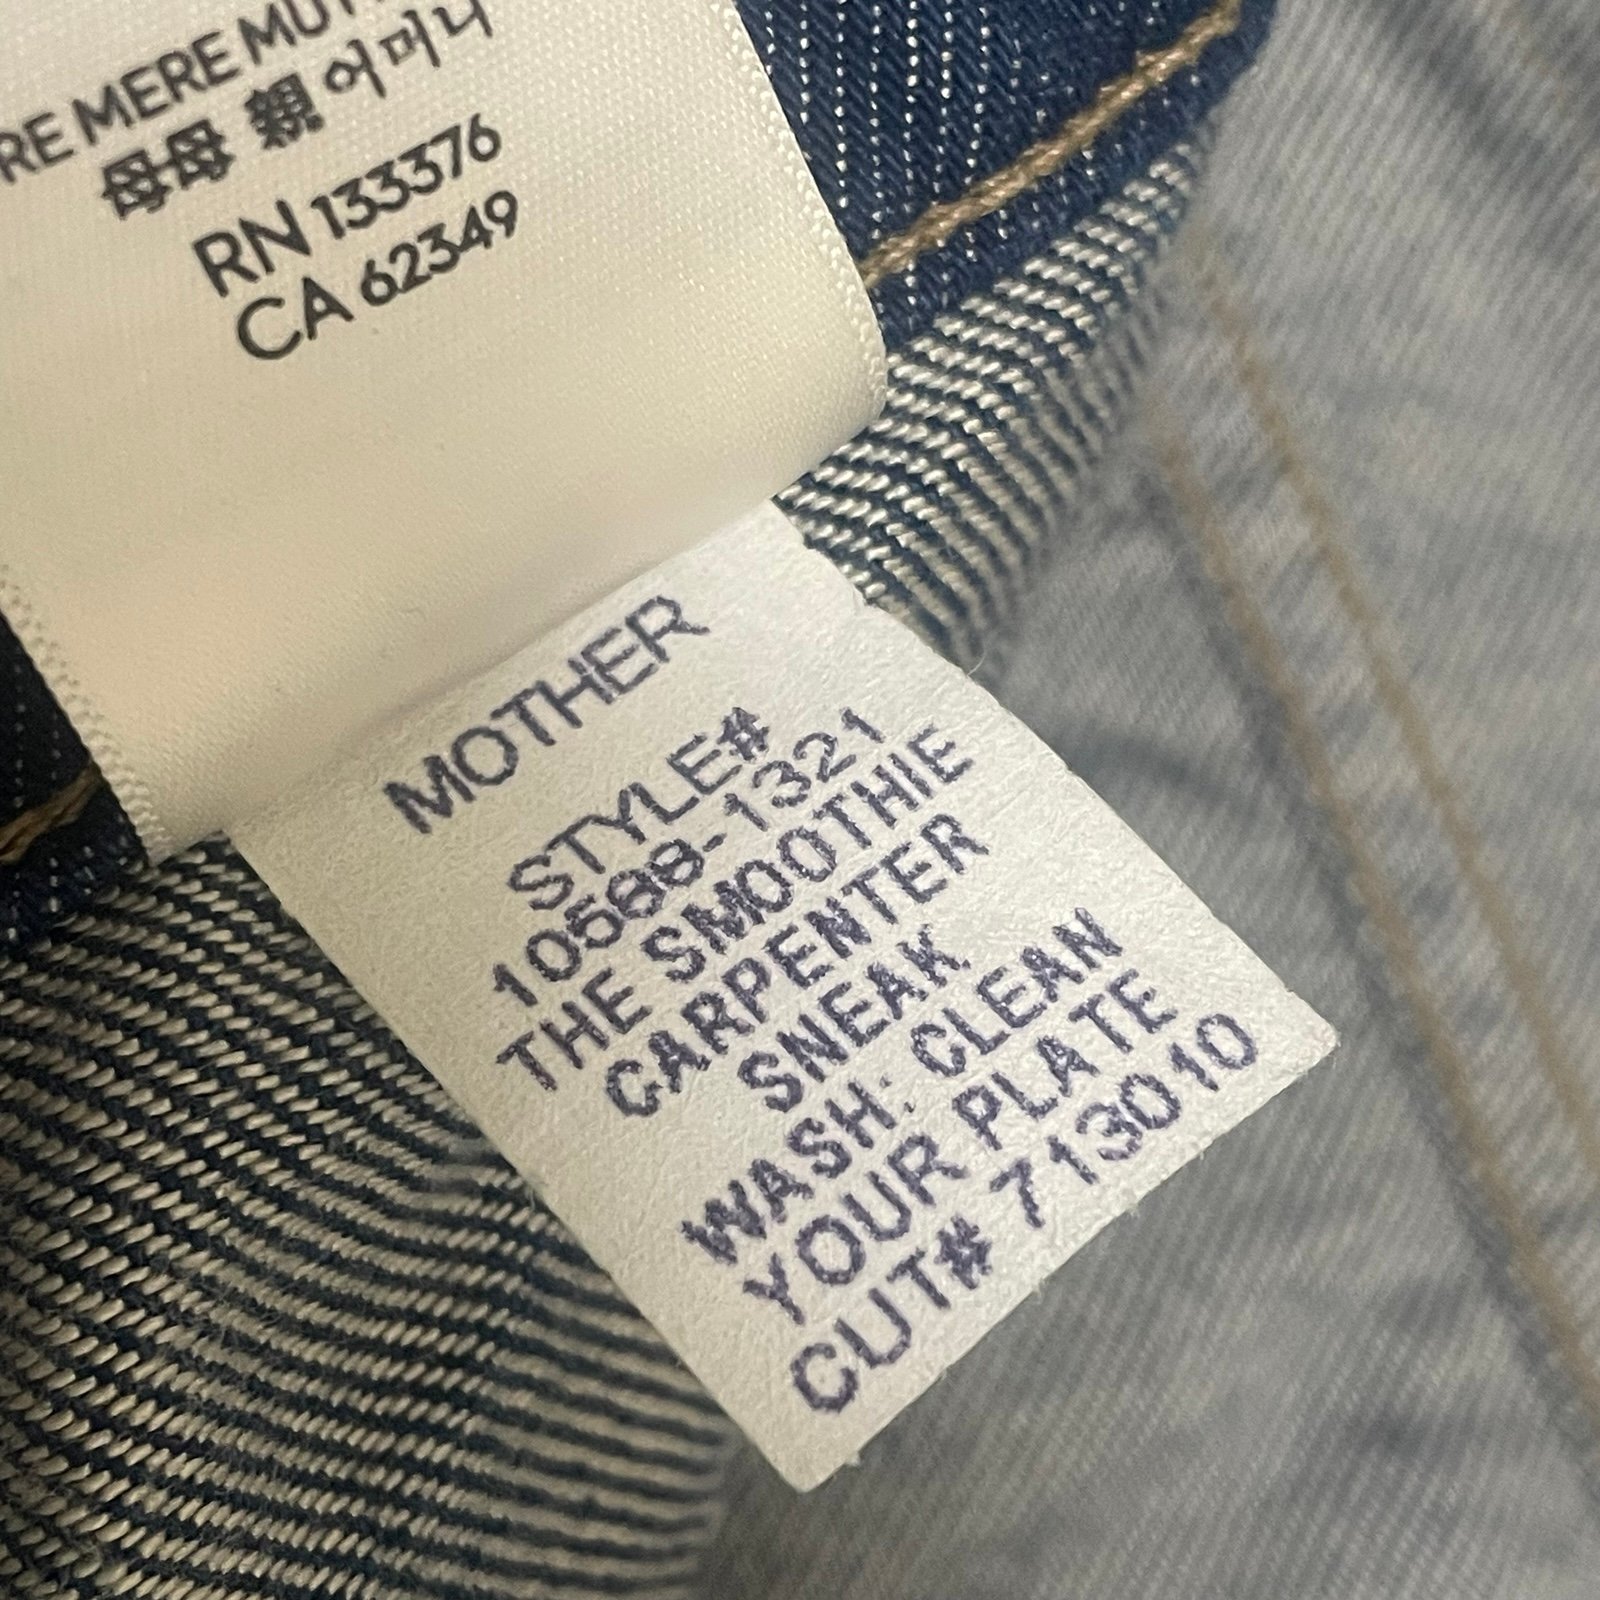 RE MERE MUT
母母 親 어머니
RN 133376
CA 62349
MOTHER
STYLE#
10588-1321
THE SMOOTHIE
CARPENTER
SNEAK
WASH: CLEAN
YOUR PLATE
CUT# 713010